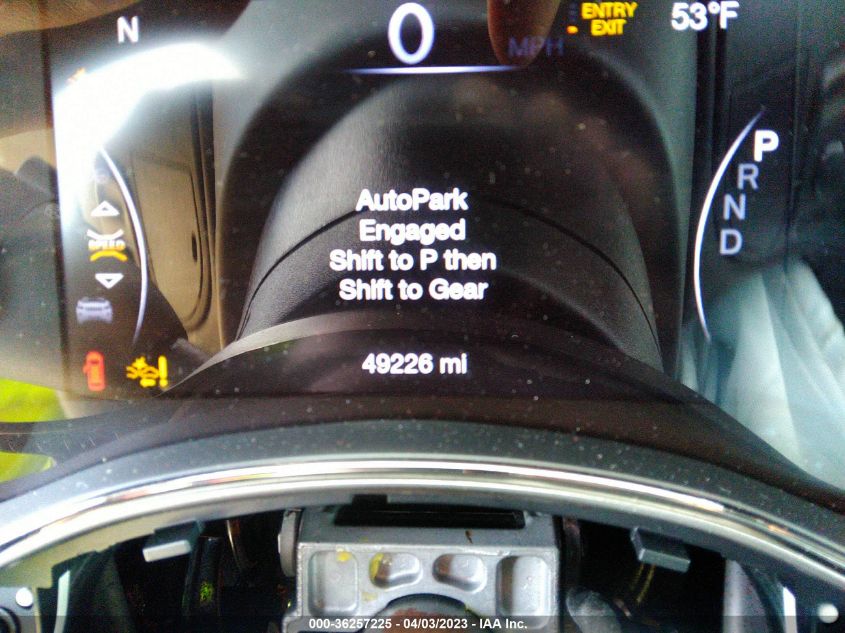 N
0
MPH
ENTRY
EXIT
53°F
P
R
N
D
SPEED
AutoPark
Engaged
Shift to P then
Shift to Gear
49226 mi
000-36257225 - 04/03/2023 - IAA Inc.